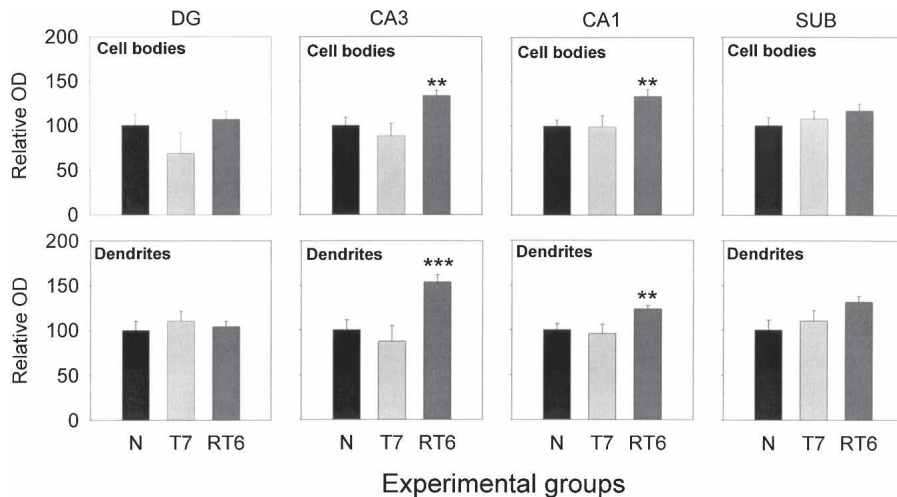 DG CA3 CA1 SUB
200 Cell bodies Cell bodies Cell bodies Cell bodies
150 ** **
Relative OD
100
50
0
200 Dendrites Dendrites Dendrites Dendrites
150 *** **
Relative OD
100
50
0
N T7 RT6 N T7 RT6 N T7 RT6 N T7 RT6
Experimental groups